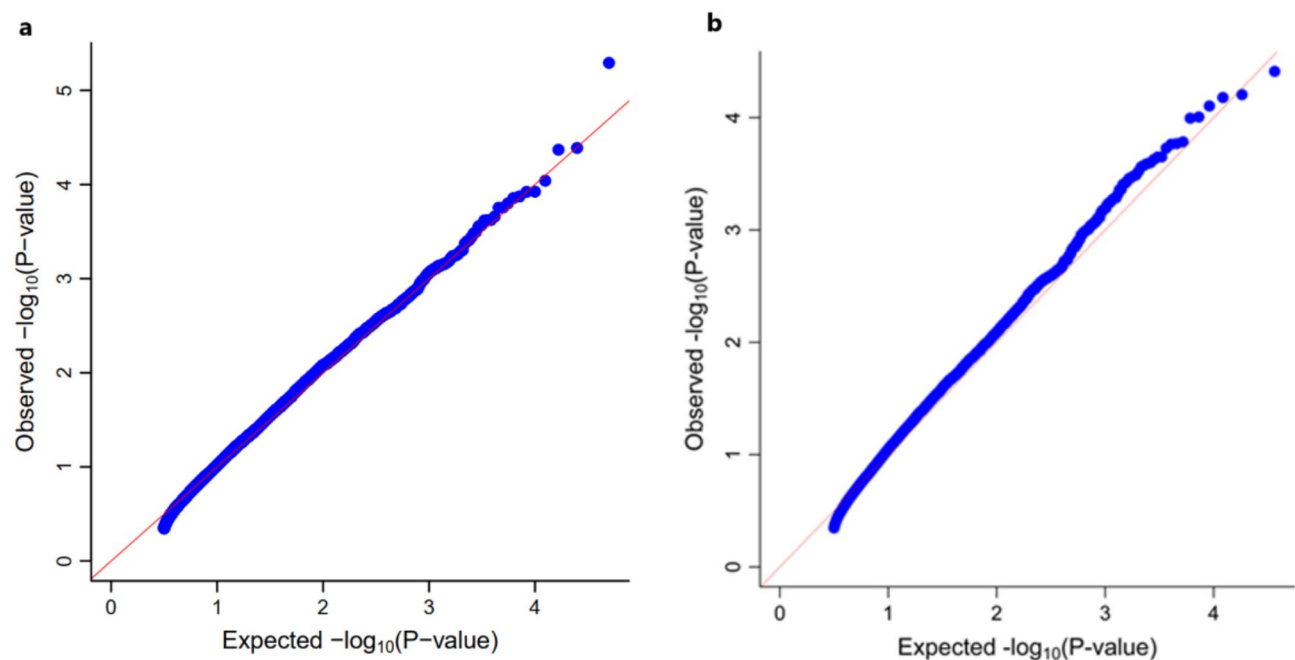 a
5
4
3
2
1
0
Observed −log10(P−value)
0 1 2 3 4
Expected −log10(P−value)
b
4
3
2
1
0
Observed -log10(P-value)
0 1 2 3 4
Expected -log10(P-value)